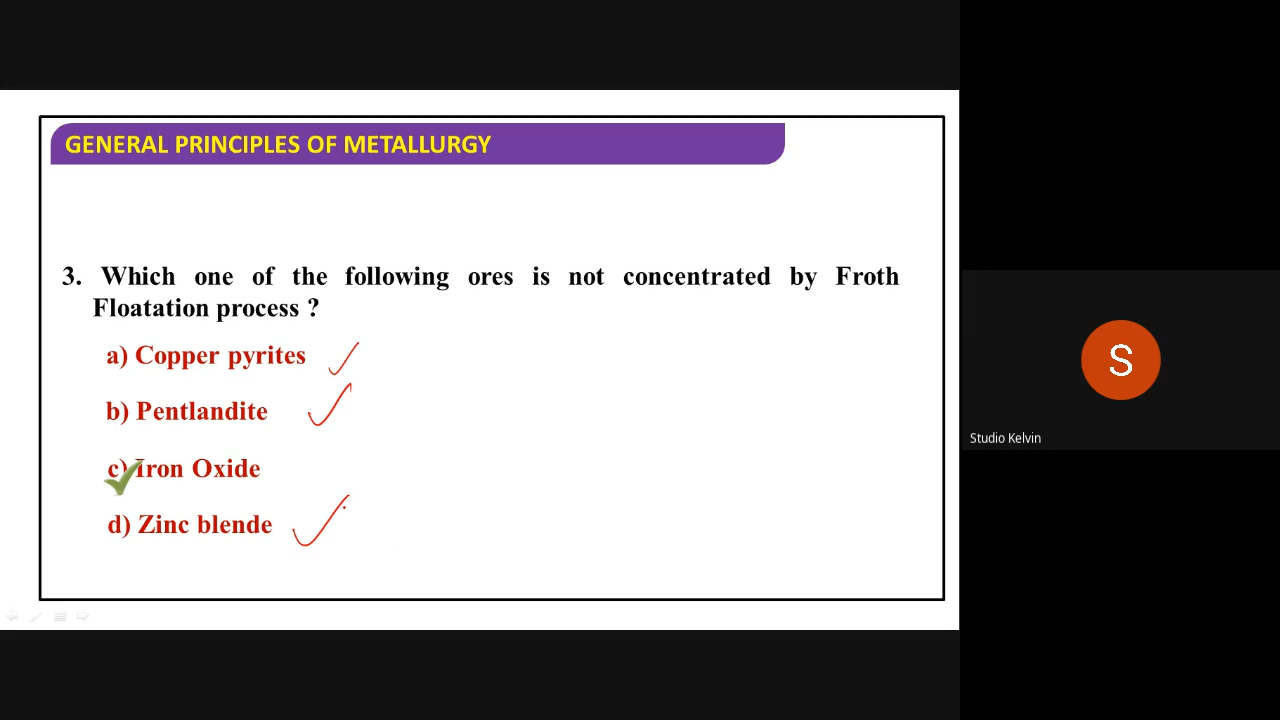 GENERAL PRINCIPLES OF METALLURGY
3. Which one of the following ores is not concentrated by Froth
Floatation process ?
a) Copper pyrites
b) Pentlandite
c) Iron Oxide
d) Zinc blende
S
Studio Kelvin